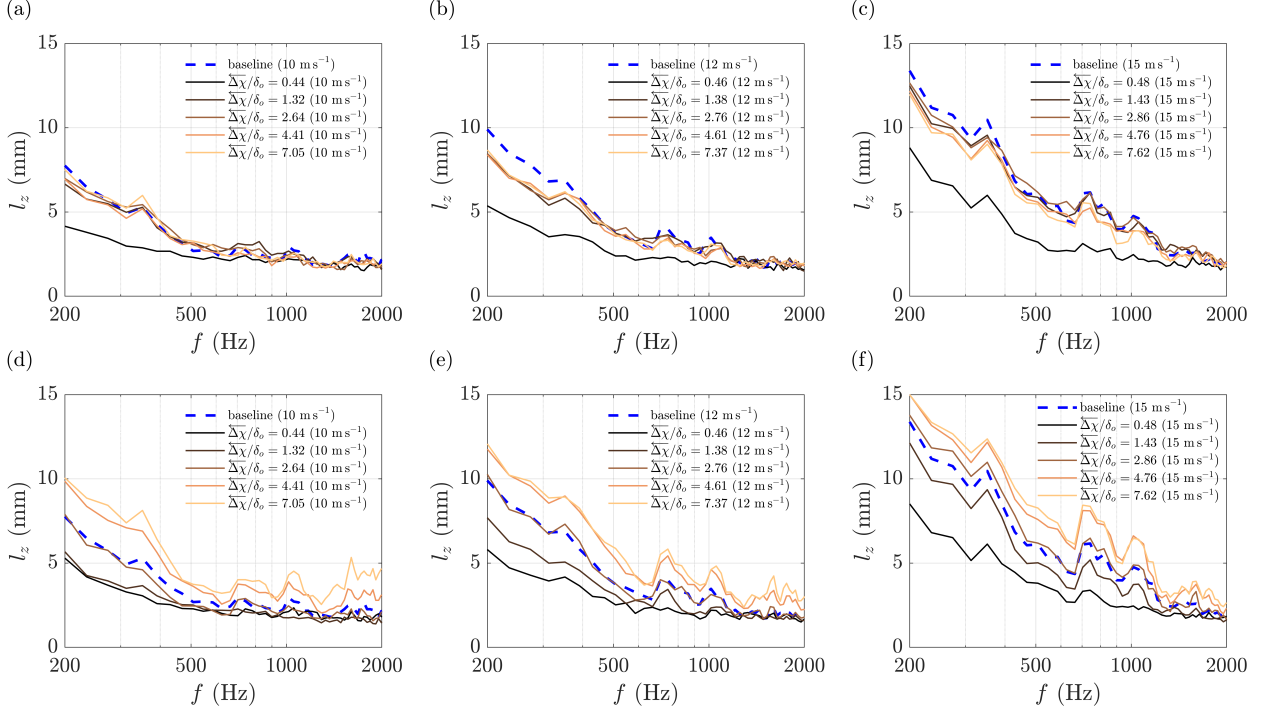 (a)
(b)
(c)
15
10
5
0
l_z (mm)
baseline (10 m s⁻¹)
Δχ/δₒ = 0.44 (10 m s⁻¹)
Δχ/δₒ = 1.32 (10 m s⁻¹)
Δχ/δₒ = 2.64 (10 m s⁻¹)
Δχ/δₒ = 4.41 (10 m s⁻¹)
Δχ/δₒ = 7.05 (10 m s⁻¹)
200 500 1000 2000
f (Hz)
15
10
5
0
l_z (mm)
baseline (12 m s⁻¹)
Δχ/δₒ = 0.46 (12 m s⁻¹)
Δχ/δₒ = 1.38 (12 m s⁻¹)
Δχ/δₒ = 2.76 (12 m s⁻¹)
Δχ/δₒ = 4.61 (12 m s⁻¹)
Δχ/δₒ = 7.37 (12 m s⁻¹)
200 500 1000 2000
f (Hz)
15
10
5
0
l_z (mm)
baseline (15 m s⁻¹)
Δχ/δₒ = 0.48 (15 m s⁻¹)
Δχ/δₒ = 1.43 (15 m s⁻¹)
Δχ/δₒ = 2.86 (15 m s⁻¹)
Δχ/δₒ = 4.76 (15 m s⁻¹)
Δχ/δₒ = 7.62 (15 m s⁻¹)
200 500 1000 2000
f (Hz)
(d)
(e)
(f)
15
10
5
0
l_z (mm)
baseline (10 m s⁻¹)
Δχ/δₒ = 0.44 (10 m s⁻¹)
Δχ/δₒ = 1.32 (10 m s⁻¹)
Δχ/δₒ = 2.64 (10 m s⁻¹)
Δχ/δₒ = 4.41 (10 m s⁻¹)
Δχ/δₒ = 7.05 (10 m s⁻¹)
200 500 1000 2000
f (Hz)
15
10
5
0
l_z (mm)
baseline (12 m s⁻¹)
Δχ/δₒ = 0.46 (12 m s⁻¹)
Δχ/δₒ = 1.38 (12 m s⁻¹)
Δχ/δₒ = 2.76 (12 m s⁻¹)
Δχ/δₒ = 4.61 (12 m s⁻¹)
Δχ/δₒ = 7.37 (12 m s⁻¹)
200 500 1000 2000
f (Hz)
15
10
5
0
l_z (mm)
baseline (15 m s⁻¹)
Δχ/δₒ = 0.48 (15 m s⁻¹)
Δχ/δₒ = 1.43 (15 m s⁻¹)
Δχ/δₒ = 2.86 (15 m s⁻¹)
Δχ/δₒ = 4.76 (15 m s⁻¹)
Δχ/δₒ = 7.62 (15 m s⁻¹)
200 500 1000 2000
f (Hz)